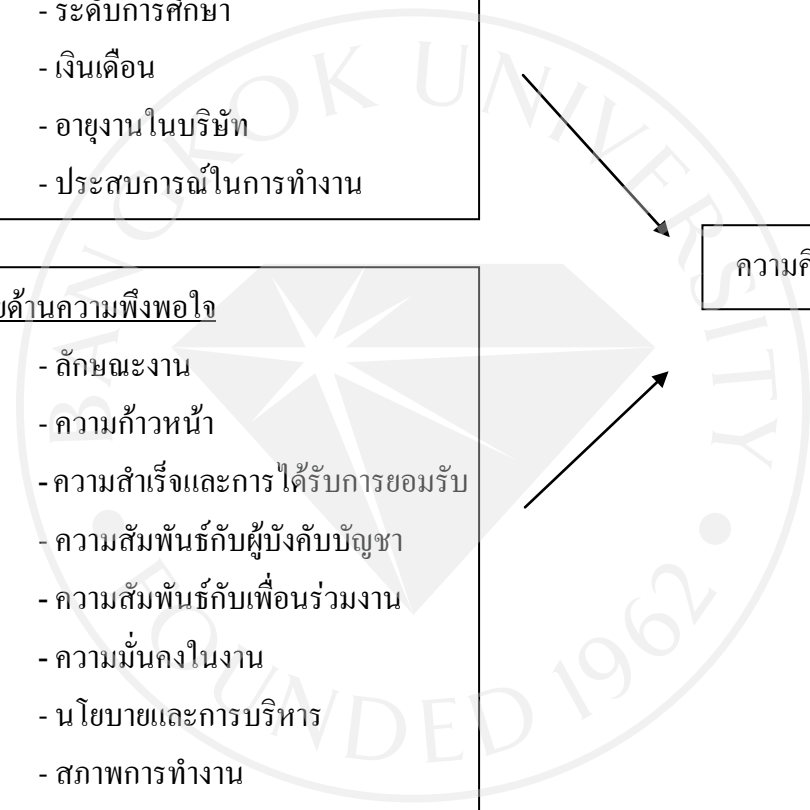 - ระดับการศึกษา
- เงินเดือน
- อายุงานในบริษัท
- ประสบการณ์ในการทำงาน
ด้านความพึงพอใจ
- ลักษณะงาน
- ความก้าวหน้า
- ความสำเร็จและการได้รับการยอมรับ
- ความสัมพันธ์กับผู้บังคับบัญชา
- ความสัมพันธ์กับเพื่อนร่วมงาน
- ความมั่นคงในงาน
- นโยบายและการบริหาร
- สภาพการทำงาน
ความ
BANGKOK UNIVERSITY
FOUNDED 1962